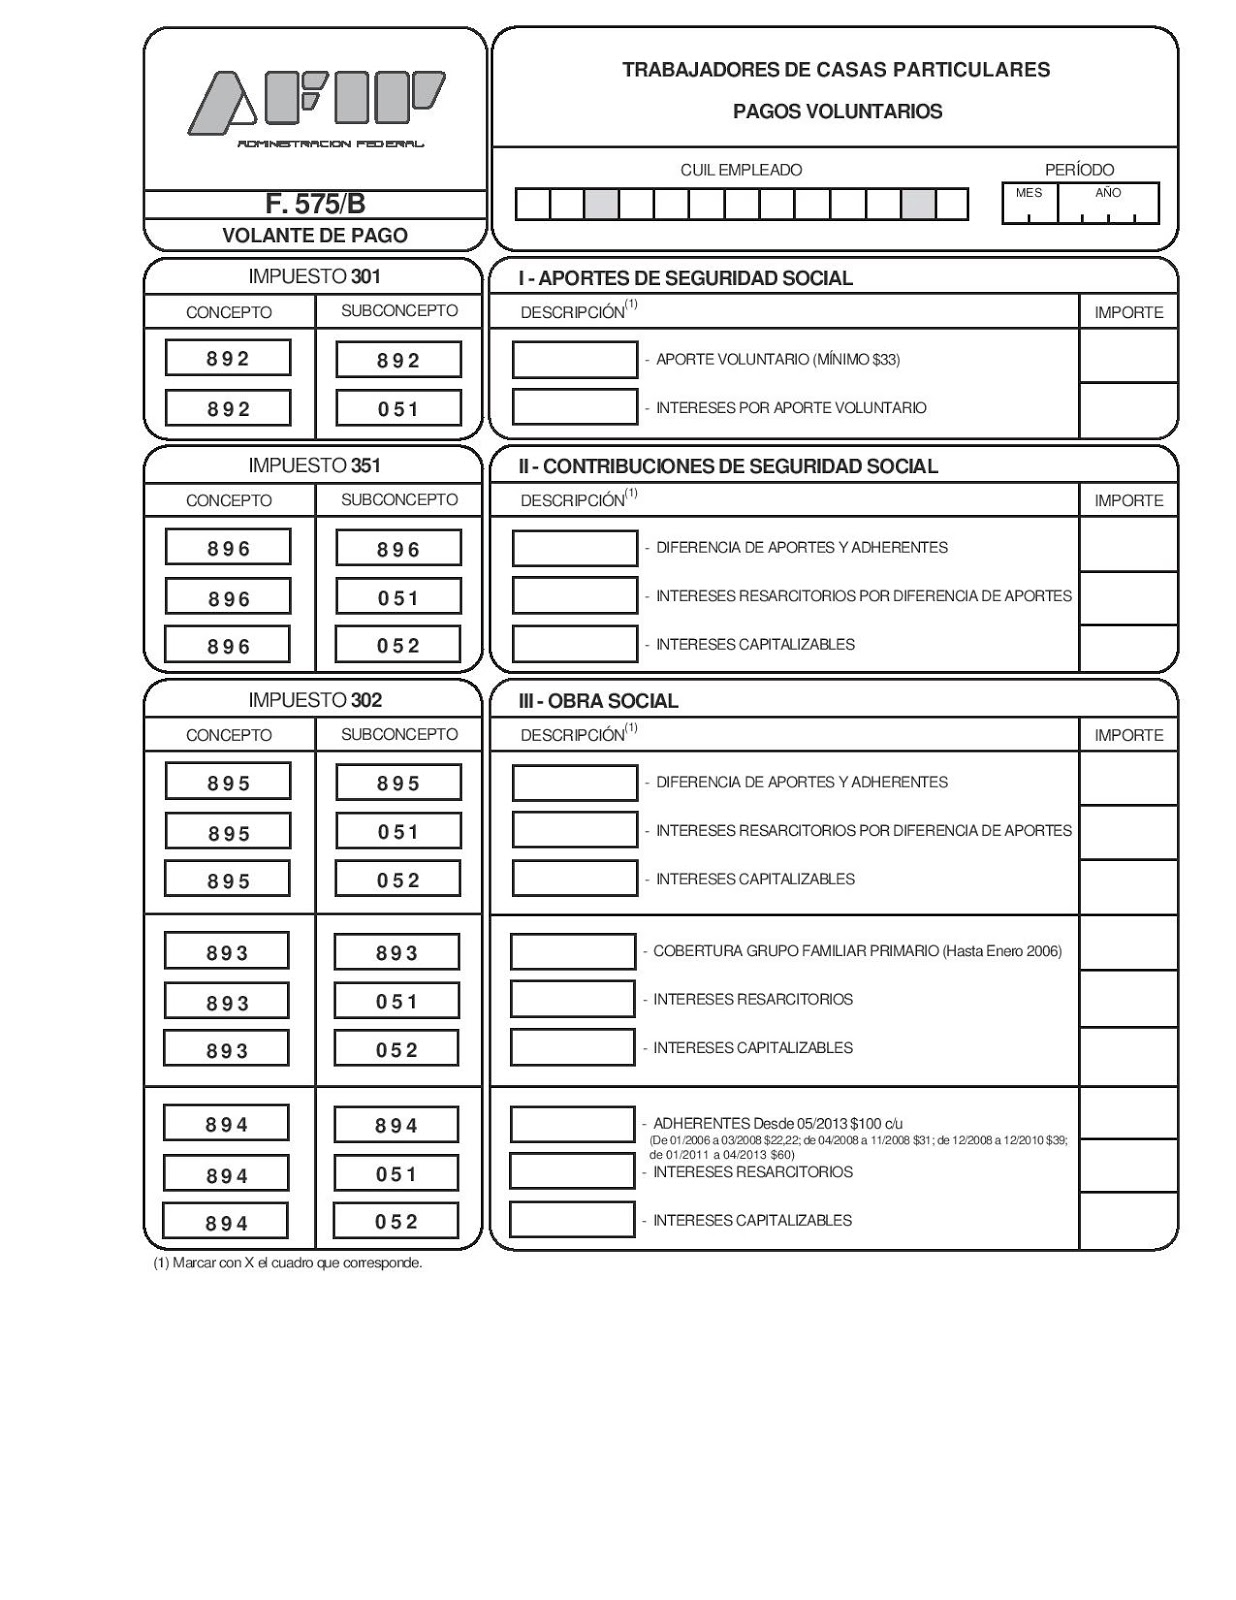 AFIP
ADMINISTRACION FEDERAL
F. 575/B
VOLANTE DE PAGO
TRABAJADORES DE CASAS PARTICULARES
PAGOS VOLUNTARIOS
CUIL EMPLEADO
PERÍODO
MES AÑO
IMPUESTO 301
I - APORTES DE SEGURIDAD SOCIAL
CONCEPTO SUBCONCEPTO DESCRIPCIÓN(1) IMPORTE
892 892 - APORTE VOLUNTARIO (MÍNIMO $33)
892 051 - INTERESES POR APORTE VOLUNTARIO
IMPUESTO 351
II - CONTRIBUCIONES DE SEGURIDAD SOCIAL
CONCEPTO SUBCONCEPTO DESCRIPCIÓN(1) IMPORTE
896 896 - DIFERENCIA DE APORTES Y ADHERENTES
896 051 - INTERESES RESARCITORIOS POR DIFERENCIA DE APORTES
896 052 - INTERESES CAPITALIZABLES
IMPUESTO 302
III - OBRA SOCIAL
CONCEPTO SUBCONCEPTO DESCRIPCIÓN(1) IMPORTE
895 895 - DIFERENCIA DE APORTES Y ADHERENTES
895 051 - INTERESES RESARCITORIOS POR DIFERENCIA DE APORTES
895 052 - INTERESES CAPITALIZABLES
893 893 - COBERTURA GRUPO FAMILIAR PRIMARIO (Hasta Enero 2006)
893 051 - INTERESES RESARCITORIOS
893 052 - INTERESES CAPITALIZABLES
894 894 - ADHERENTES Desde 05/2013 $100 c/u
(De 01/2006 a 03/2008 $22,22; de 04/2008 a 11/2008 $31; de 12/2008 a 12/2010 $39;
de 01/2011 a 04/2013 $60)
894 051 - INTERESES RESARCITORIOS
894 052 - INTERESES CAPITALIZABLES
(1) Marcar con X el cuadro que corresponde.